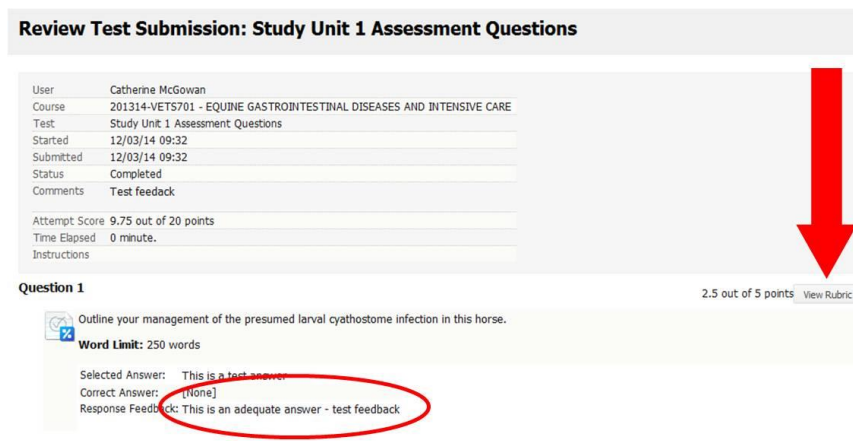 Review Test Submission: Study Unit 1 Assessment Questions
User Catherine McGowan
Course 201314-VETS701 - EQUINE GASTROINTESTINAL DISEASES AND INTENSIVE CARE
Test Study Unit 1 Assessment Questions
Started 12/03/14 09:32
Submitted 12/03/14 09:32
Status Completed
Comments Test feedack
Attempt Score 9.75 out of 20 points
Time Elapsed 0 minute.
Instructions
Question 1 2.5 out of 5 points View Rubric
Outline your management of the presumed larval cyathostome infection in this horse.
Word Limit: 250 words
Selected Answer: This is a test answer
Correct Answer: [None]
Response Feedback: This is an adequate answer - test feedback